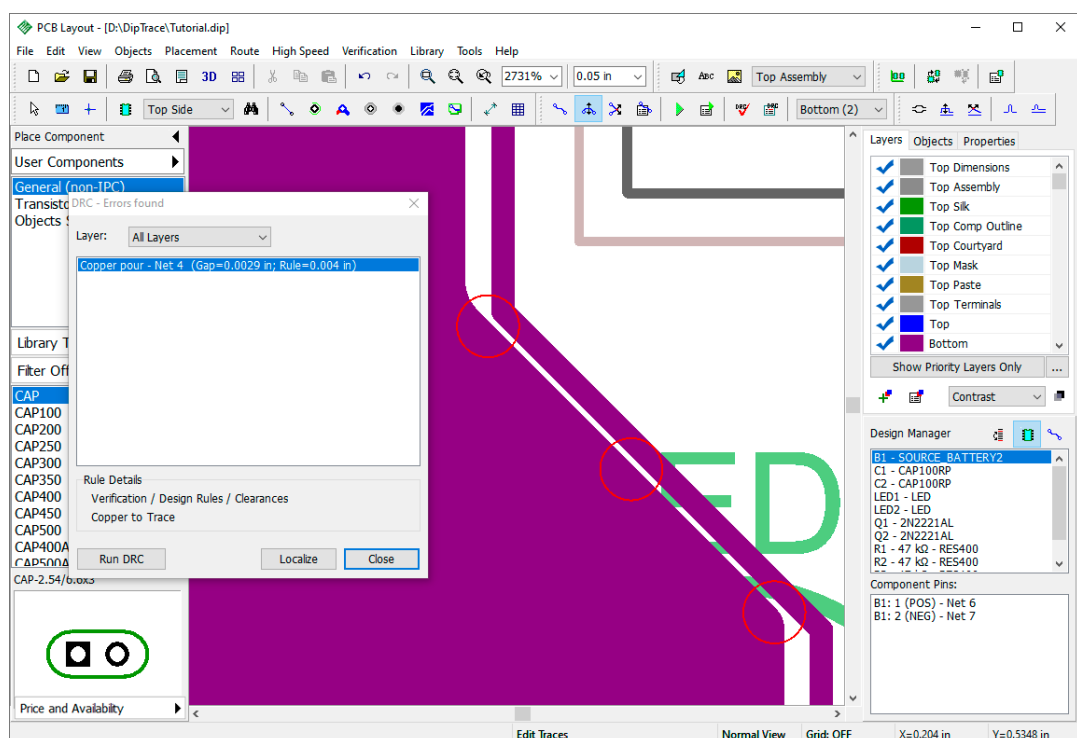 PCB Layout - [D:\DipTrace\Tutorial.dip]
File Edit View Objects Placement Route High Speed Verification Library Tools Help
3D 2731% 0.05 in ABC Top Assembly
Top Side DRC DRC Bottom (2)
Place Component
User Components
General (non-IPC)
Transist
Objects
Library T
Filter Off
CAP
CAP100
CAP200
CAP250
CAP300
CAP350
CAP400
CAP450
CAP500
CAP400A
CAP500A
CAP-2.54/6.6x3
Price and Availability
DRC - Errors found
Layer: All Layers
Copper pour - Net 4 (Gap=0.0029 in; Rule=0.004 in)
Rule Details
Verification / Design Rules / Clearances
Copper to Trace
Run DRC Localize Close
ED
Layers Objects Properties
Top Dimensions
Top Assembly
Top Silk
Top Comp Outline
Top Courtyard
Top Mask
Top Paste
Top Terminals
Top
Bottom
Show Priority Layers Only ...
Contrast
Design Manager
B1 - SOURCE_BATTERY2
C1 - CAP100RP
C2 - CAP100RP
LED1 - LED
LED2 - LED
Q1 - 2N2221AL
Q2 - 2N2221AL
R1 - 47 kΩ - RES400
R2 - 47 kΩ - RES400
Component Pins:
B1: 1 (POS) - Net 6
B1: 2 (NEG) - Net 7
Edit Traces Normal View Grid: OFF X=0.204 in Y=0.5348 in